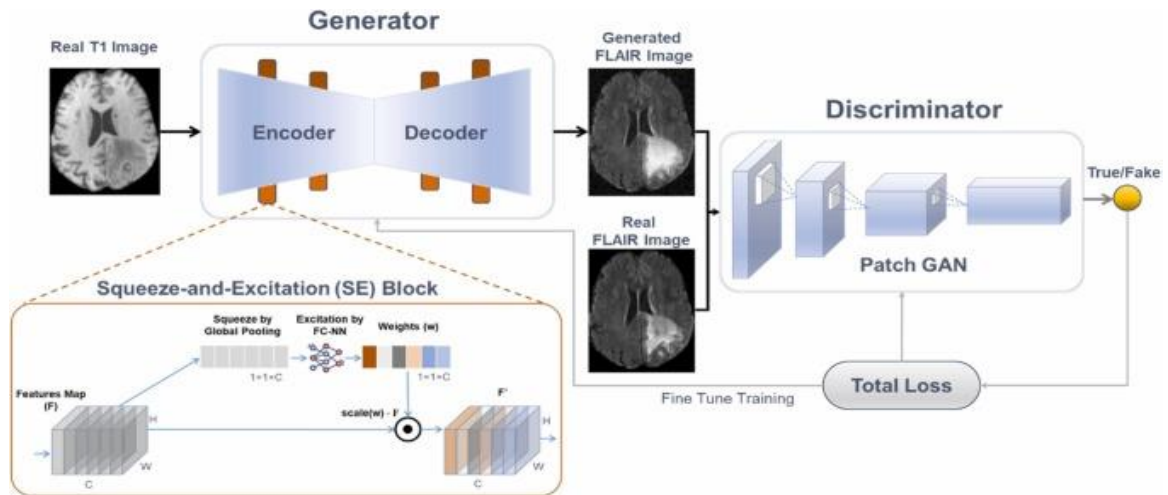 Generator
Real T1 Image
Encoder
Decoder
Generated
FLAIR Image
Real
FLAIR Image
Discriminator
Patch GAN
True/Fake
Total Loss
Fine Tune Training
Squeeze-and-Excitation (SE) Block
Squeeze by
Global Pooling
Excitation by
FC-NN
Weights (w)
1×1×C
1×1×C
Features Map
(F)
H
W
C
scale(w) · F
F'
H
W
C